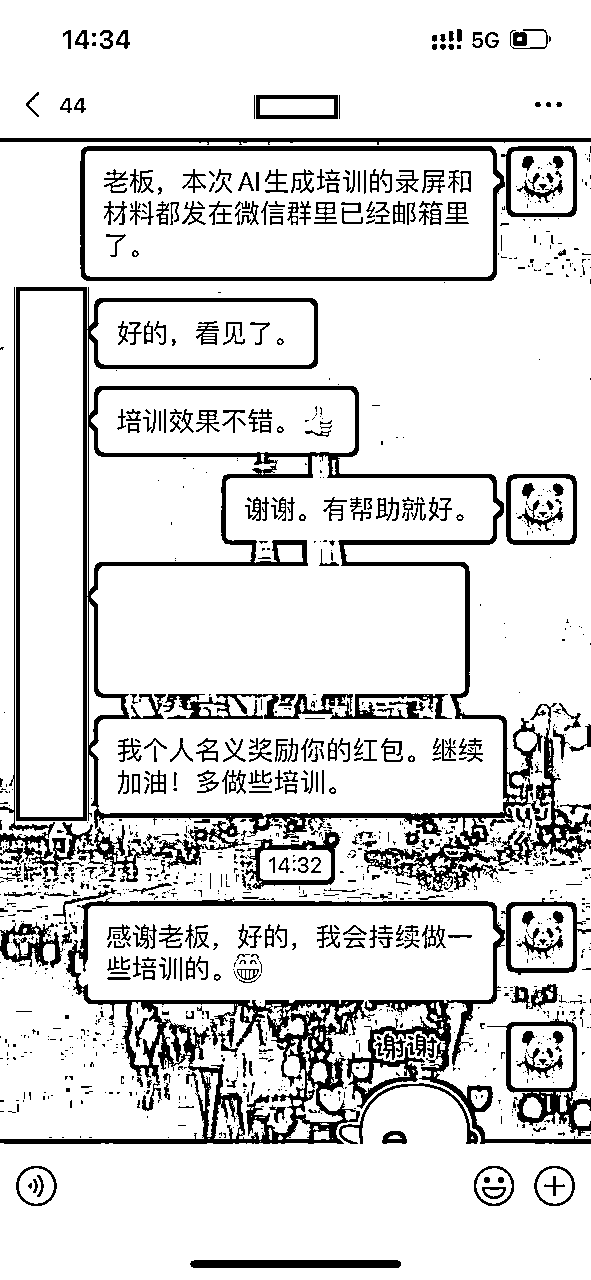 14:34
5G
44
老板，本次AI生成培训的录屏和
材料都发在微信群里已经邮箱里
了。
好的，看见了。
培训效果不错。👍
谢谢。有帮助就好。
我个人名义奖励你的红包。继续
加油！多做些培训。
14:32
感谢老板，好的，我会持续做一
些培训的。😁
谢谢